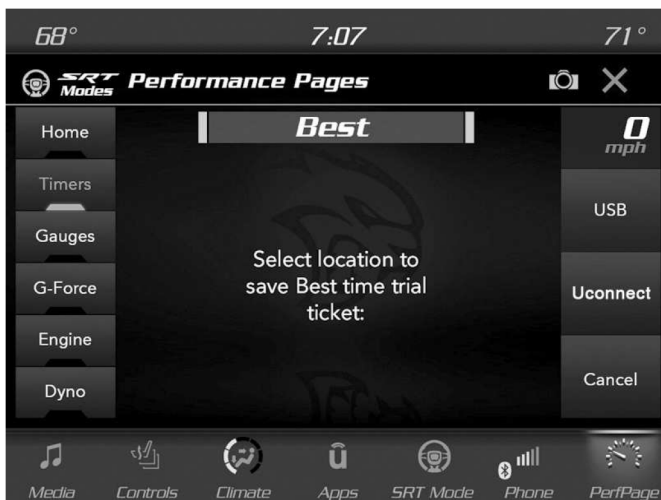 68°
7:07
71°
SRT Modes
Performance Pages
Best
0
mph
Home
Timers
Gauges
G-Force
Engine
Dyno
Select location to
save Best time trial
ticket:
USB
Uconnect
Cancel
Media
Controls
Climate
Apps
SRT Mode
Phone
PerfPage